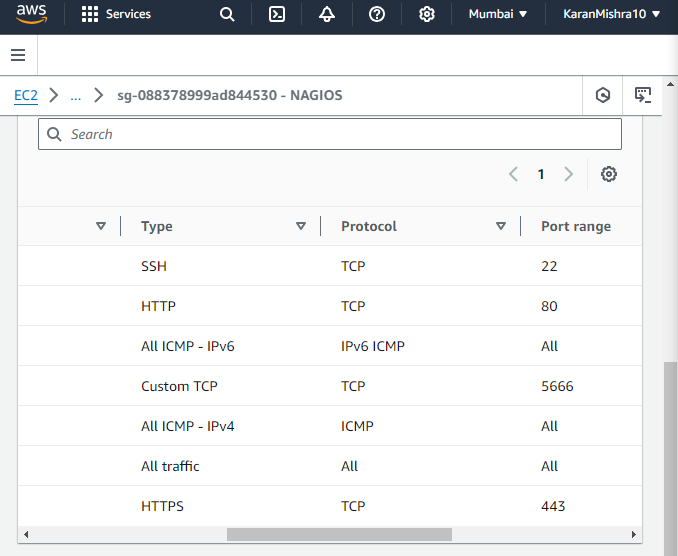 aws Services Mumbai KaranMishra10
EC2 ... sg-088378999ad844530 - NAGIOS
Search
1
Type Protocol Port range
SSH TCP 22
HTTP TCP 80
All ICMP - IPv6 IPv6 ICMP All
Custom TCP TCP 5666
All ICMP - IPv4 ICMP All
All traffic All All
HTTPS TCP 443